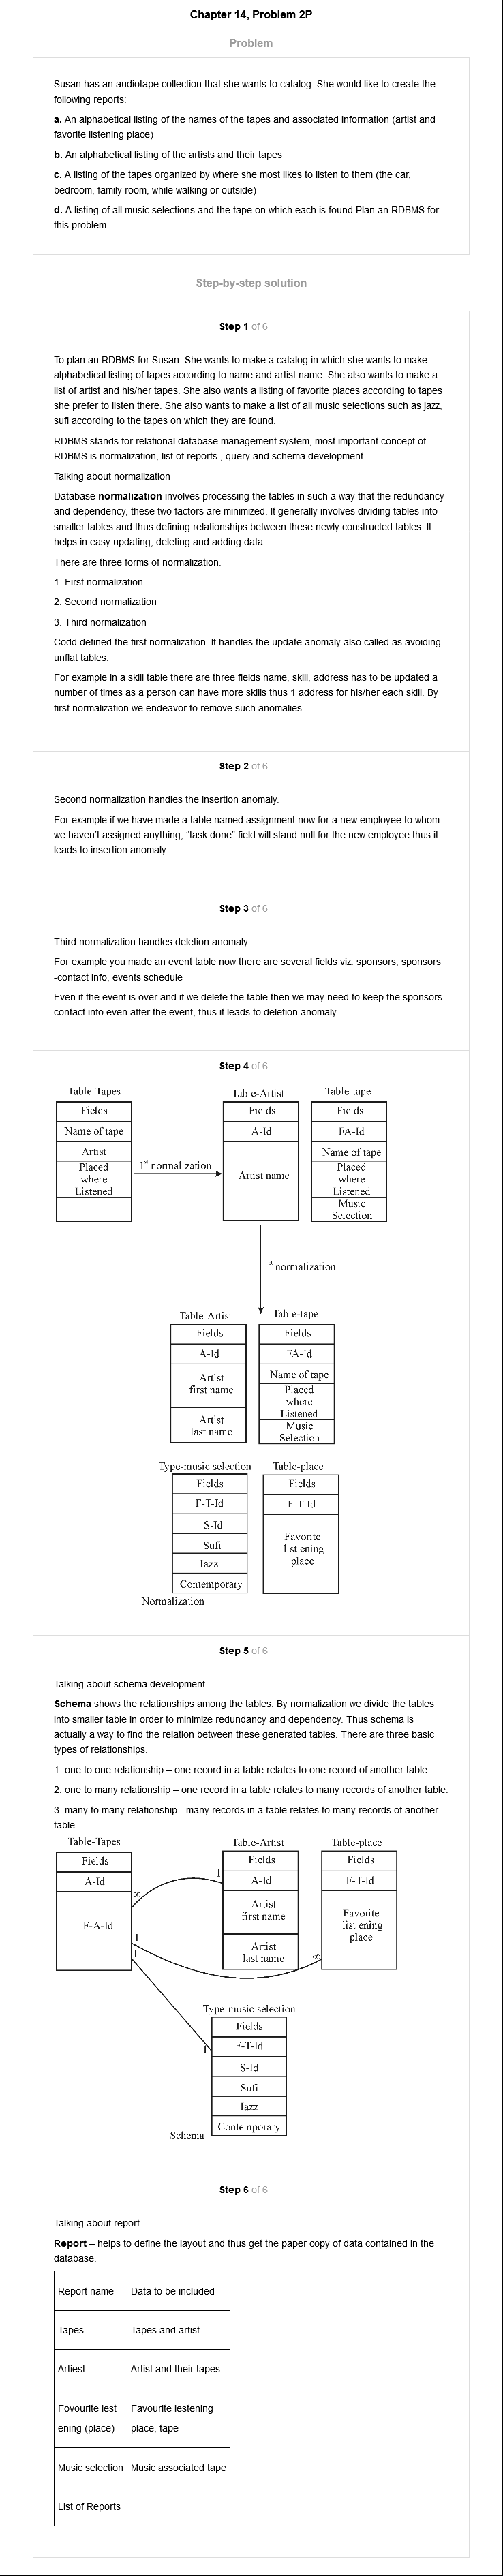 Chapter 14, Problem 2P
Problem
Susan has an audiotape collection that she wants to catalog. She would like to create the
following reports:
a. An alphabetical listing of the names of the tapes and associated information (artist and
favorite listening place)
b. An alphabetical listing of the artists and their tapes
c. A listing of the tapes organized by where she most likes to listen to them (the car,
bedroom, family room, while walking or outside)
d. A listing of all music selections and the tape on which each is found Plan an RDBMS for
this problem.
Step-by-step solution
Step 1 of 6
To plan an RDBMS for Susan. She wants to make a catalog in which she wants to make
alphabetical listing of tapes according to name and artist name. She also wants to make a
list of artist and his/her tapes. She also wants a listing of favorite places according to tapes
she prefer to listen there. She also wants to make a list of all music selections such as jazz,
sufi according to the tapes on which they are found.
RDBMS stands for relational database management system, most important concept of
RDBMS is normalization, list of reports , query and schema development.
Talking about normalization
Database normalization involves processing the tables in such a way that the redundancy
and dependency, these two factors are minimized. It generally involves dividing tables into
smaller tables and thus defining relationships between these newly constructed tables. It
helps in easy updating, deleting and adding data.
There are three forms of normalization.
1. First normalization
2. Second normalization
3. Third normalization
Codd defined the first normalization. It handles the update anomaly also called as avoiding
unflat tables.
For example in a skill table there are three fields name, skill, address has to be updated a
number of times as a person can have more skills thus 1 address for his/her each skill. By
first normalization we endeavor to remove such anomalies.
Step 2 of 6
Second normalization handles the insertion anomaly.
For example if we have made a table named assignment now for a new employee to whom
we haven't assigned anything, “task done” field will stand null for the new employee thus it
leads to insertion anomaly.
Step 3 of 6
Third normalization handles deletion anomaly.
For example you made an event table now there are several fields viz. sponsors, sponsors
-contact info, events schedule
Even if the event is over and if we delete the table then we may need to keep the sponsors
contact info even after the event, thus it leads to deletion anomaly.
Step 4 of 6
Table-Tapes
Fields
Name of tape
Artist
Placed
where
Listened
1st normalization
Table-Artist
Fields
A-Id
Artist name
Table-tape
Fields
FA-Id
Name of tape
Placed
where
Listened
Music
Selection
1st normalization
Table-Artist
Fields
A-Id
Artist
first name
Artist
last name
Table-tape
Fields
FA-Id
Name of tape
Placed
where
Listened
Music
Selection
Type-music selection
Fields
F-T-Id
S-Id
Sufi
Jazz
Contemporary
Table-place
Fields
F-T-Id
Favorite
list ening
place
Normalization
Step 5 of 6
Talking about schema development
Schema shows the relationships among the tables. By normalization we divide the tables
into smaller table in order to minimize redundancy and dependency. Thus schema is
actually a way to find the relation between these generated tables. There are three basic
types of relationships.
1. one to one relationship – one record in a table relates to one record of another table.
2. one to many relationship – one record in a table relates to many records of another table.
3. many to many relationship - many records in a table relates to many records of another
table.
Table-Tapes
Fields
A-Id
F-A-Id
∞
1
1
1
Table-Artist
Fields
A-Id
Artist
first name
Artist
last name
Table-place
Fields
F-T-Id
Favorite
list ening
place
∞
Type-music selection
1
Fields
F-T-Id
S-Id
Sufi
Jazz
Contemporary
Schema
Step 6 of 6
Talking about report
Report – helps to define the layout and thus get the paper copy of data contained in the
database.
Report name Data to be included
Tapes Tapes and artist
Artiest Artist and their tapes
Fovourite lest Favourite lestening
ening (place) place, tape
Music selection Music associated tape
List of Reports